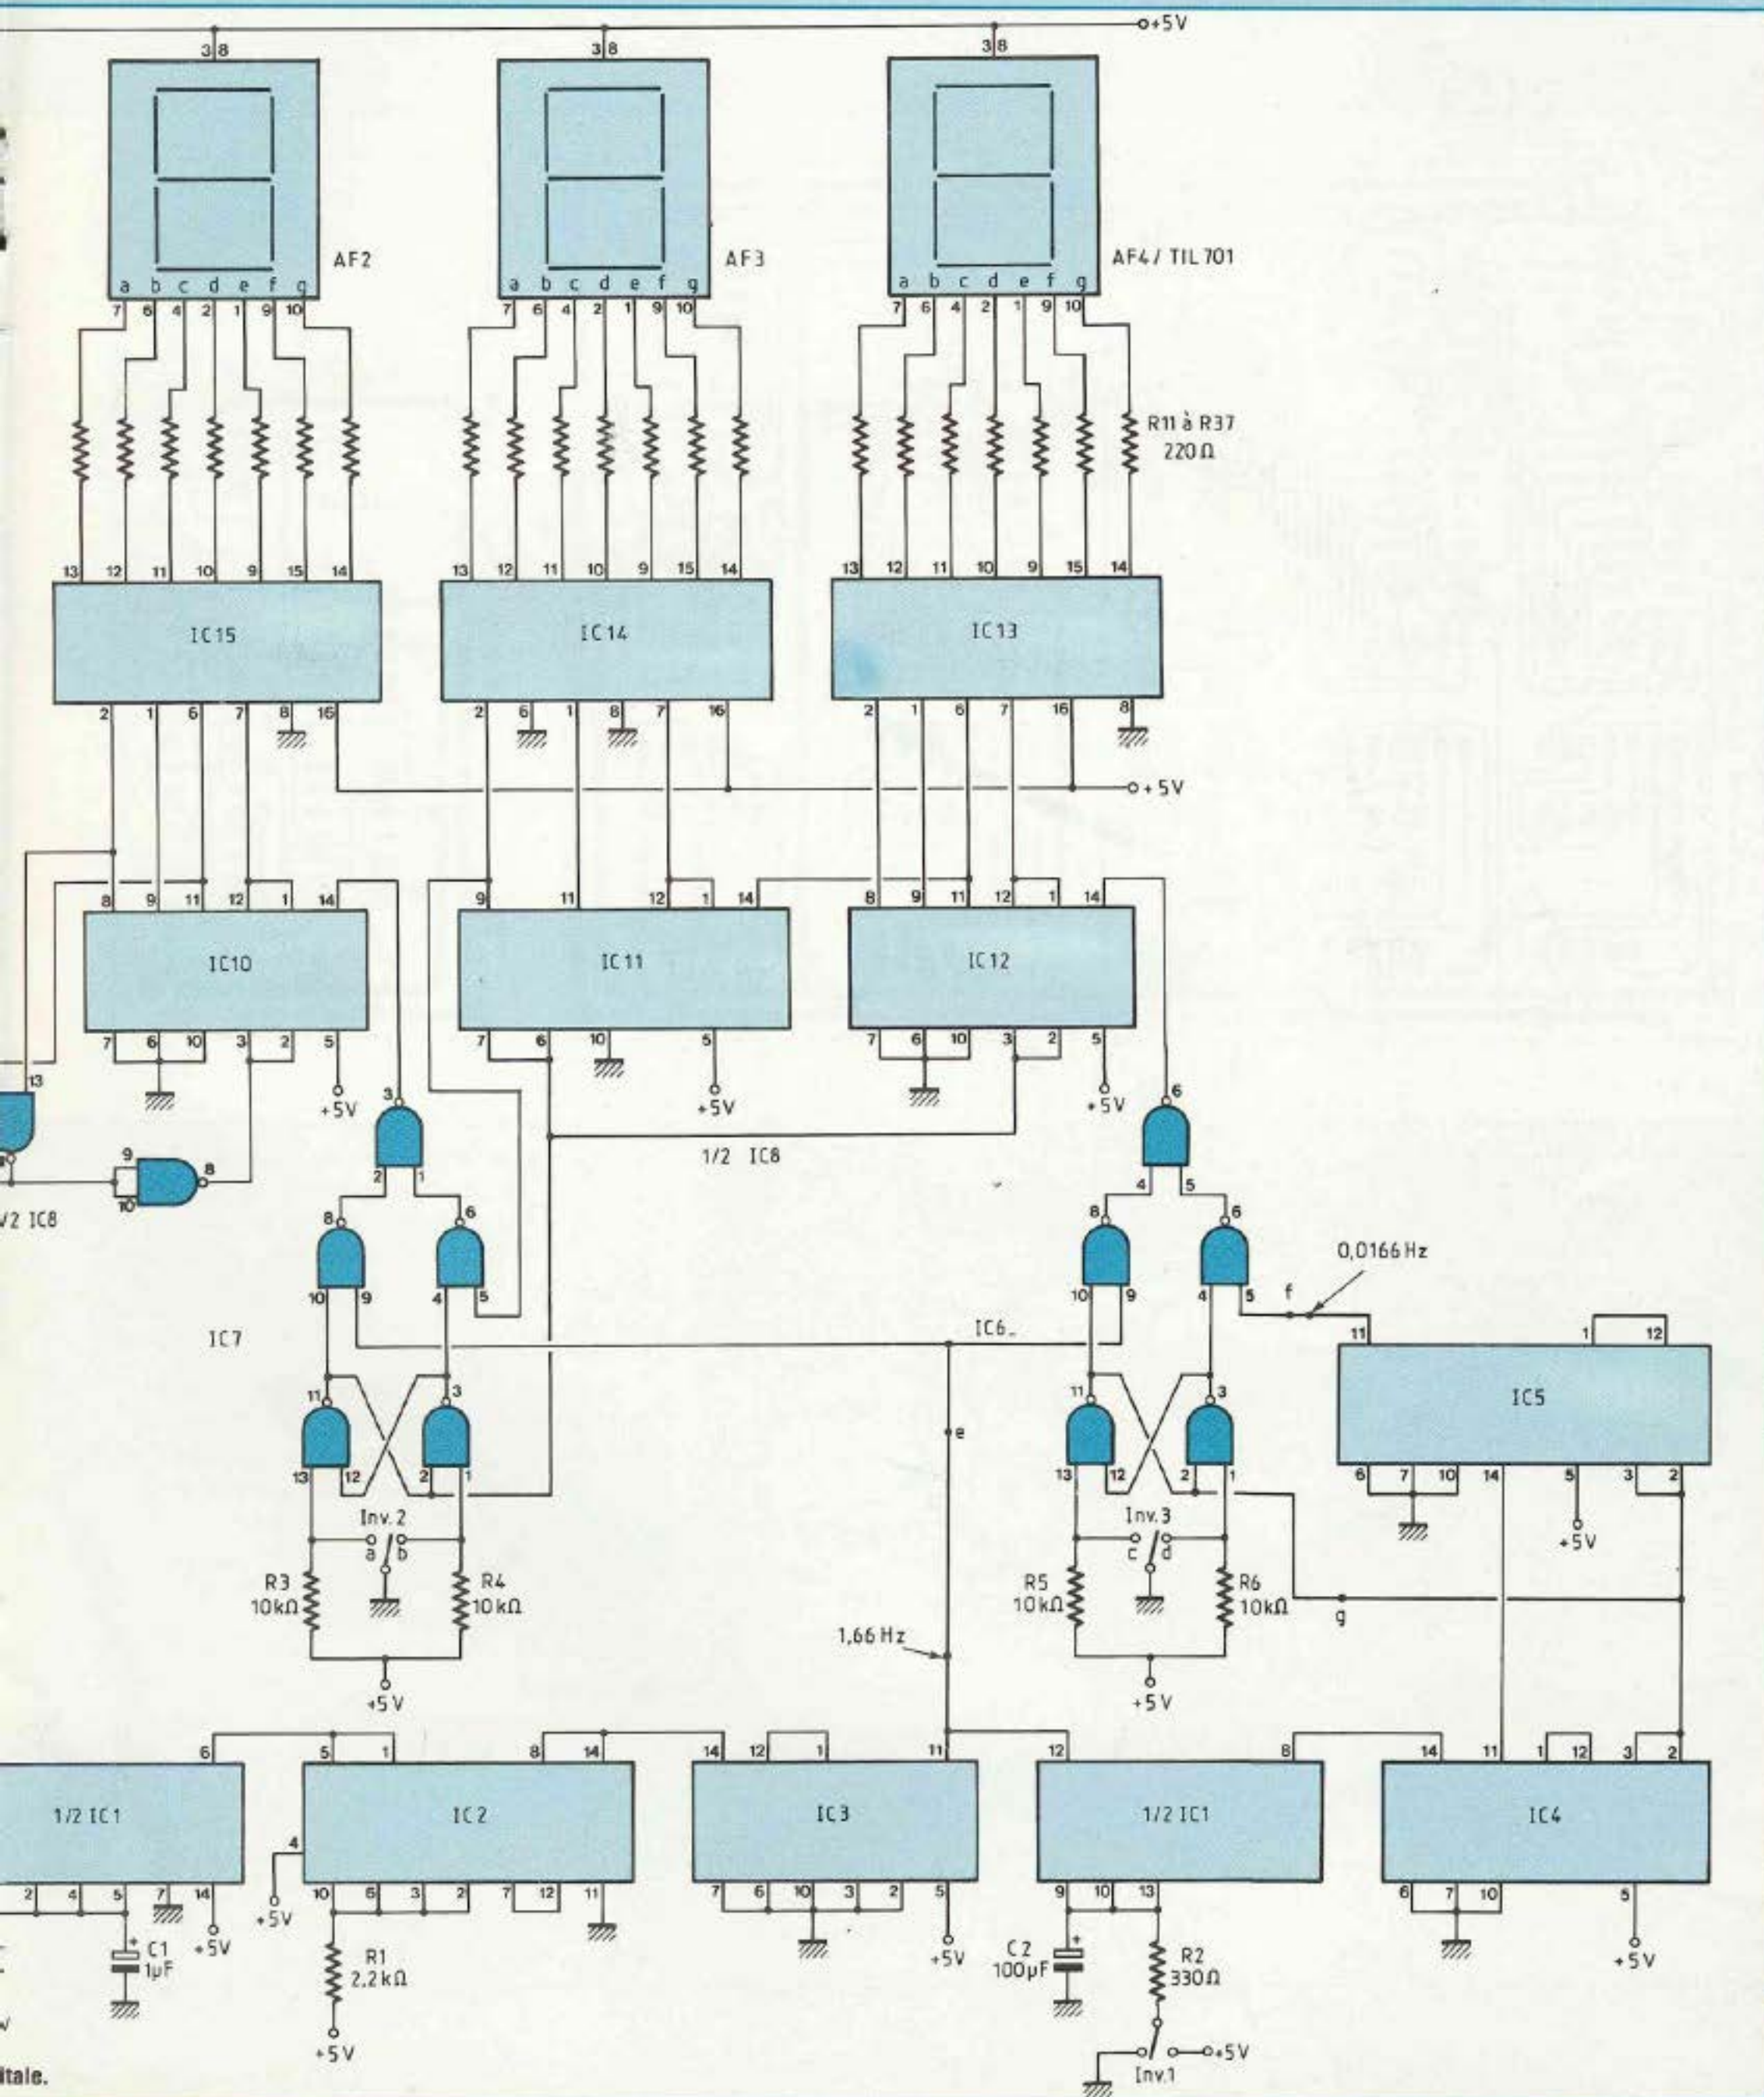 +5V
3 8
3 8
3 8
AF2
AF3
AF4 / TIL 701
a b c d e f g
a b c d e f g
a b c d e f g
7 6 4 2 1 9 10
7 6 4 2 1 9 10
7 6 4 2 1 9 10
R11 à R37
220Ω
13 12 11 10 9 15 14
13 12 11 10 9 15 14
13 12 11 10 9 15 14
IC15
IC14
IC13
2 1 6 7 8 16
2 6 1 8 7 16
2 1 6 7 16 8
+5V
8 9 11 12 1 14
9 11 12 1 14
8 9 11 12 1 14
IC10
IC11
IC12
7 6 10 3 2 5
7 6 10 5
7 6 10 3 2 5
13
+5V
3
+5V
+5V
6
9
8
10
2 1
1/2 IC8
4 5
/2 IC8
8 6
8 6
0,0166 Hz
10 9 4 5
10 9 4 5
f
IC7
IC6
11 1 12
11 3
11 3
IC5
e
13 12 2 1
13 12 2 1
6 7 10 14 5 3 2
Inv.2
a b
Inv.3
c d
+5V
R3
10kΩ
R4
10kΩ
R5
10kΩ
R6
10kΩ
g
1,66 Hz
+5V
+5V
6 5 1 8 14 14 12 1 11 12 8 14 11 1 12 3 2
1/2 IC1
IC2
IC3
1/2 IC1
IC4
4
2 4 5 7 14
10 6 3 2 7 12 11
7 6 10 3 2 5
9 10 13
6 7 10 5
+5V
+
C1
1µF
+5V
R1
2,2kΩ
+5V
+
C2
100µF
R2
330Ω
+5V
+5V
+5V
Inv.1
itale.